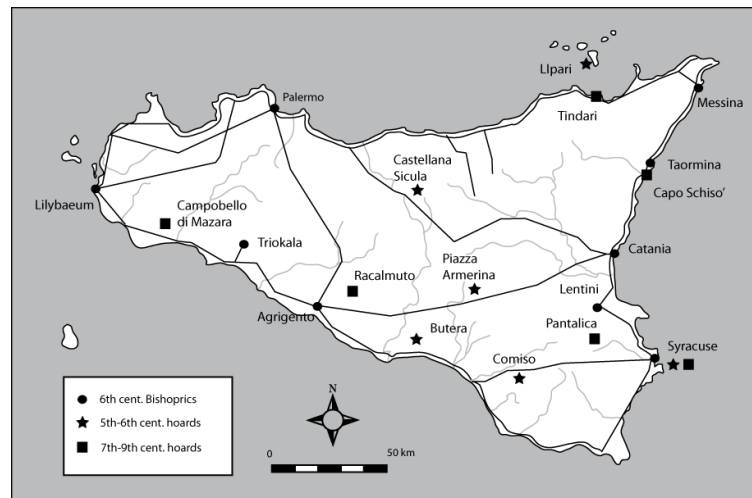 LIpari
Palermo
Messina
Tindari
Castellana
Sicula
Taormina
Capo Schiso'
Lilybaeum
Campobello
di Mazara
Triokala
Catania
Racalmuto
Piazza
Armerina
Lentini
Agrigento
Butera
Pantalica
Syracuse
Comiso
6th cent. Bishoprics
5th-6th cent. hoards
7th-9th cent. hoards
N
0
50 km